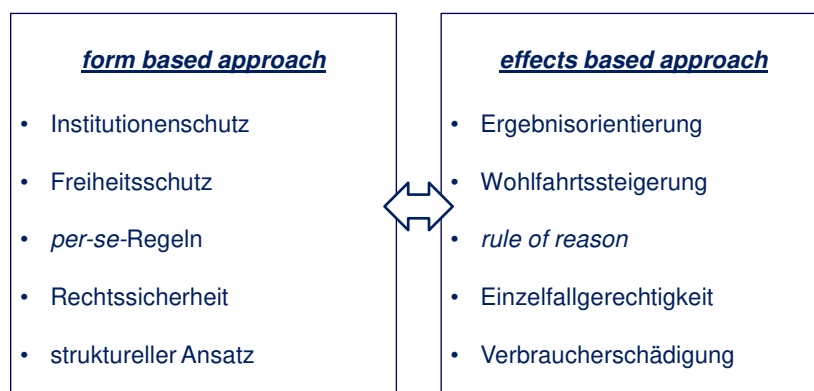 form based approach
• Institutionenschutz
• Freiheitsschutz
• per-se-Regeln
• Rechtssicherheit
• struktureller Ansatz
effects based approach
• Ergebnisorientierung
• Wohlfahrtssteigerung
• rule of reason
• Einzelfallgerechtigkeit
• Verbraucherschädigung